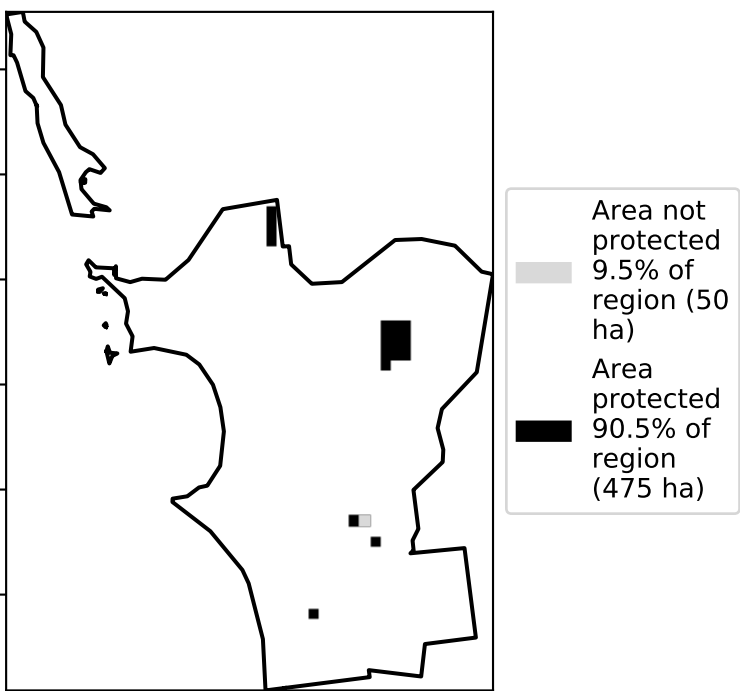 Area not
protected
9.5% of
region (50
ha)
Area
protected
90.5% of
region
(475 ha)